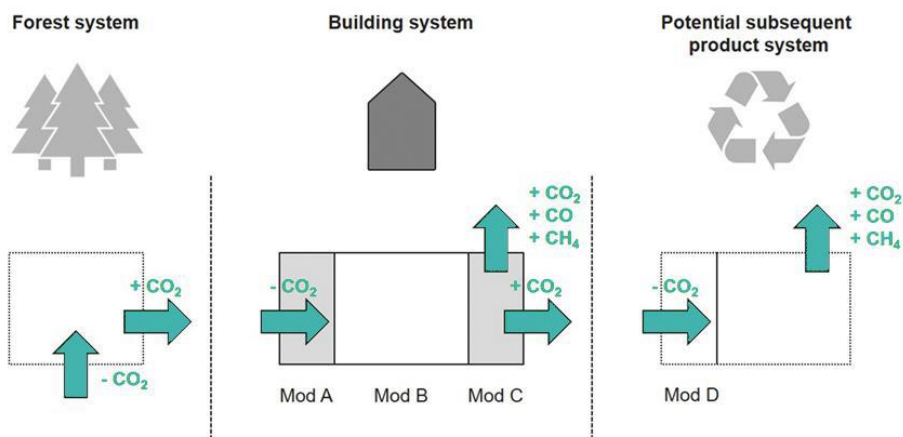 Forest system
Building system
Potential subsequent
product system
+ CO₂
- CO₂
- CO₂
+ CO₂
+ CO
+ CH₄
+ CO₂
Mod A
Mod B
Mod C
- CO₂
+ CO₂
+ CO
+ CH₄
Mod D